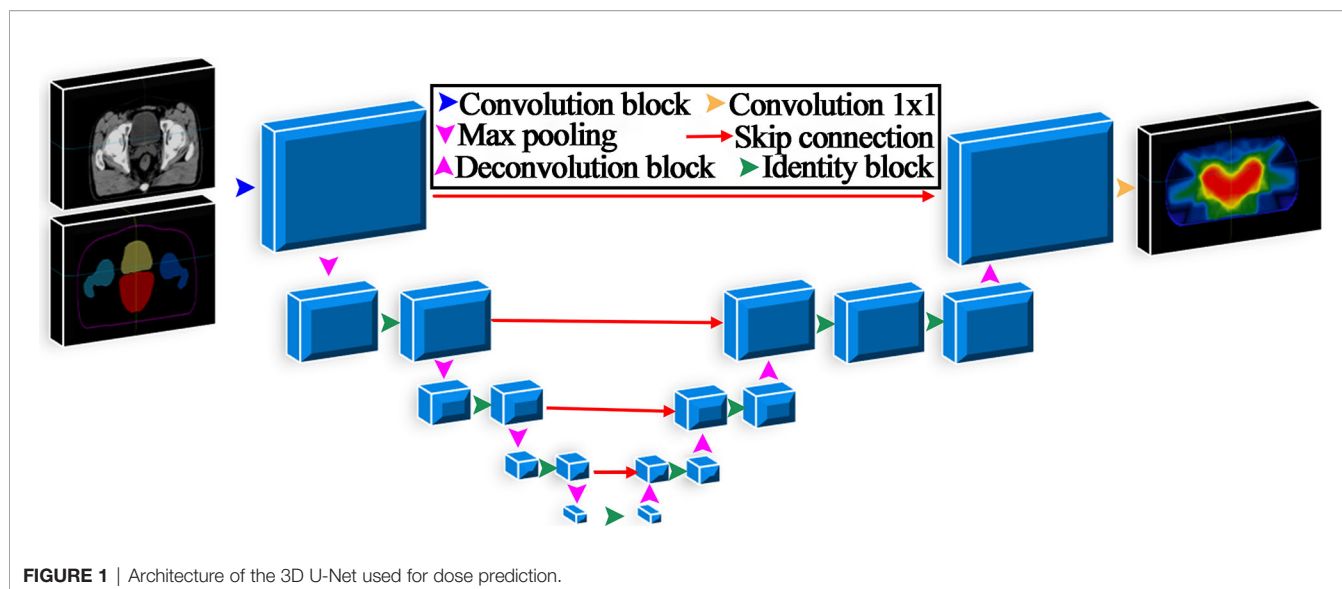 Convolution block Convolution 1x1
Max pooling Skip connection
Deconvolution block Identity block
FIGURE 1 | Architecture of the 3D U-Net used for dose prediction.